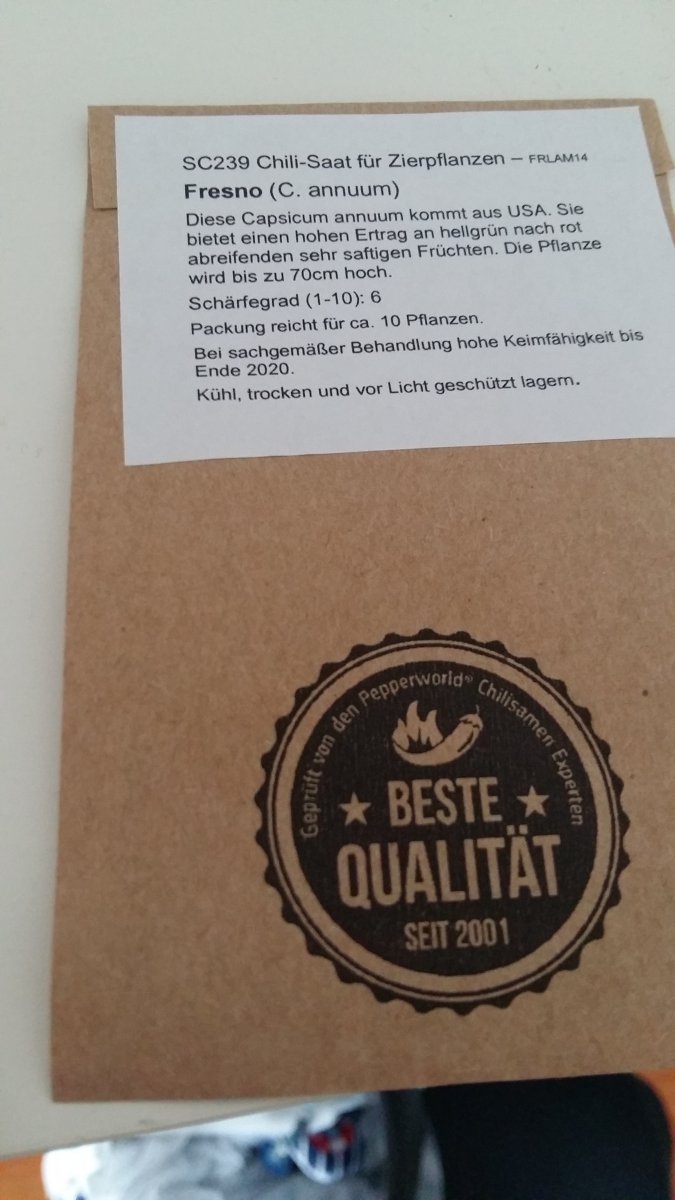 SC239 Chili-Saat für Zierpflanzen – FRLAM14
Fresno (C. annuum)
Diese Capsicum annuum kommt aus USA. Sie
bietet einen hohen Ertrag an hellgrün nach rot
abreifenden sehr saftigen Früchten. Die Pflanze
wird bis zu 70cm hoch.
Schärfegrad (1-10): 6
Packung reicht für ca. 10 Pflanzen.
Bei sachgemäßer Behandlung hohe Keimfähigkeit bis
Ende 2020.
Kühl, trocken und vor Licht geschützt lagern.
Geprüft von den Pepperworld® Chilisamen Experten
BESTE
QUALITÄT
SEIT 2001